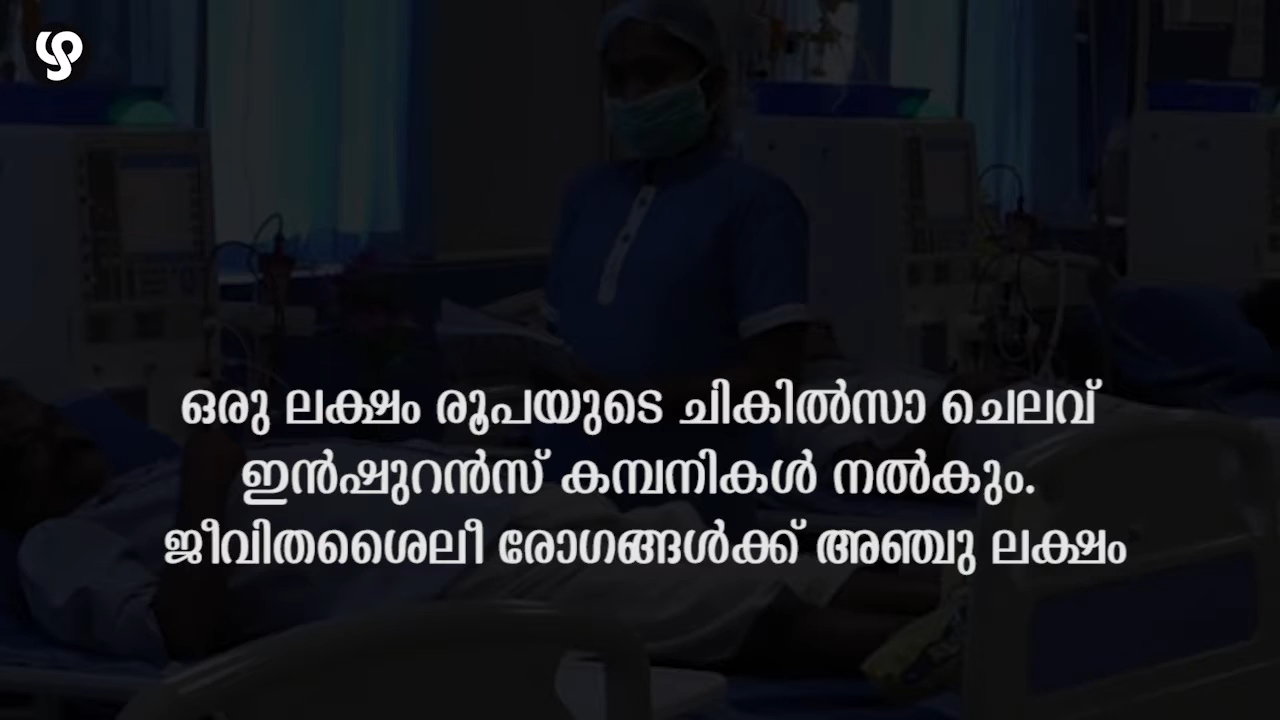 ഒരു ലക്ഷം രൂപയുടെ ചികിൽസാ ചെലവ്
ഇൻഷുറൻസ് കമ്പനികൾ നൽകും.
ജീവിതശൈലീ രോഗങ്ങൾക്ക് അഞ്ചു ലക്ഷം